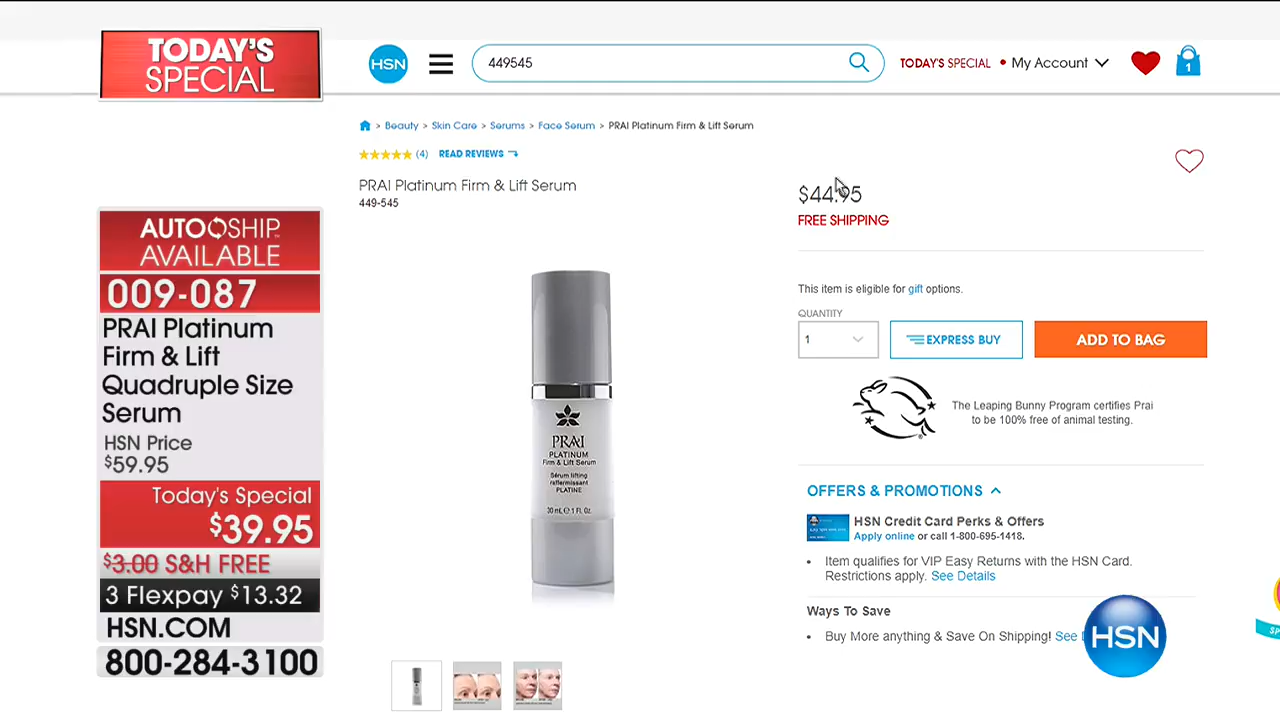 TODAY'S
SPECIAL
HSN
449545
TODAY'S SPECIAL • My Account
1
> Beauty > Skin Care > Serums > Face Serum > PRAI Platinum Firm & Lift Serum
(4) READ REVIEWS
PRAI Platinum Firm & Lift Serum
449-545
$44.95
FREE SHIPPING
AUTO SHIP
AVAILABLE
009-087
PRAI Platinum
Firm & Lift
Quadruple Size
Serum
HSN Price
$59.95
Today's Special
$39.95
$3.00 S&H FREE
3 Flexpay $13.32
HSN.COM
800-284-3100
PRAI
PLATINUM
Firm & Lift Serum
Sérum lifting
raffermissant
PLATINE
30 mL e 1 Fl. Oz.
This item is eligible for gift options.
QUANTITY
1
EXPRESS BUY
ADD TO BAG
The Leaping Bunny Program certifies Prai
to be 100% free of animal testing.
OFFERS & PROMOTIONS
HSN Credit Card Perks & Offers
Apply online or call 1-800-695-1418.
• Item qualifies for VIP Easy Returns with the HSN Card.
Restrictions apply. See Details
Ways To Save
• Buy More anything & Save On Shipping! See
HSN